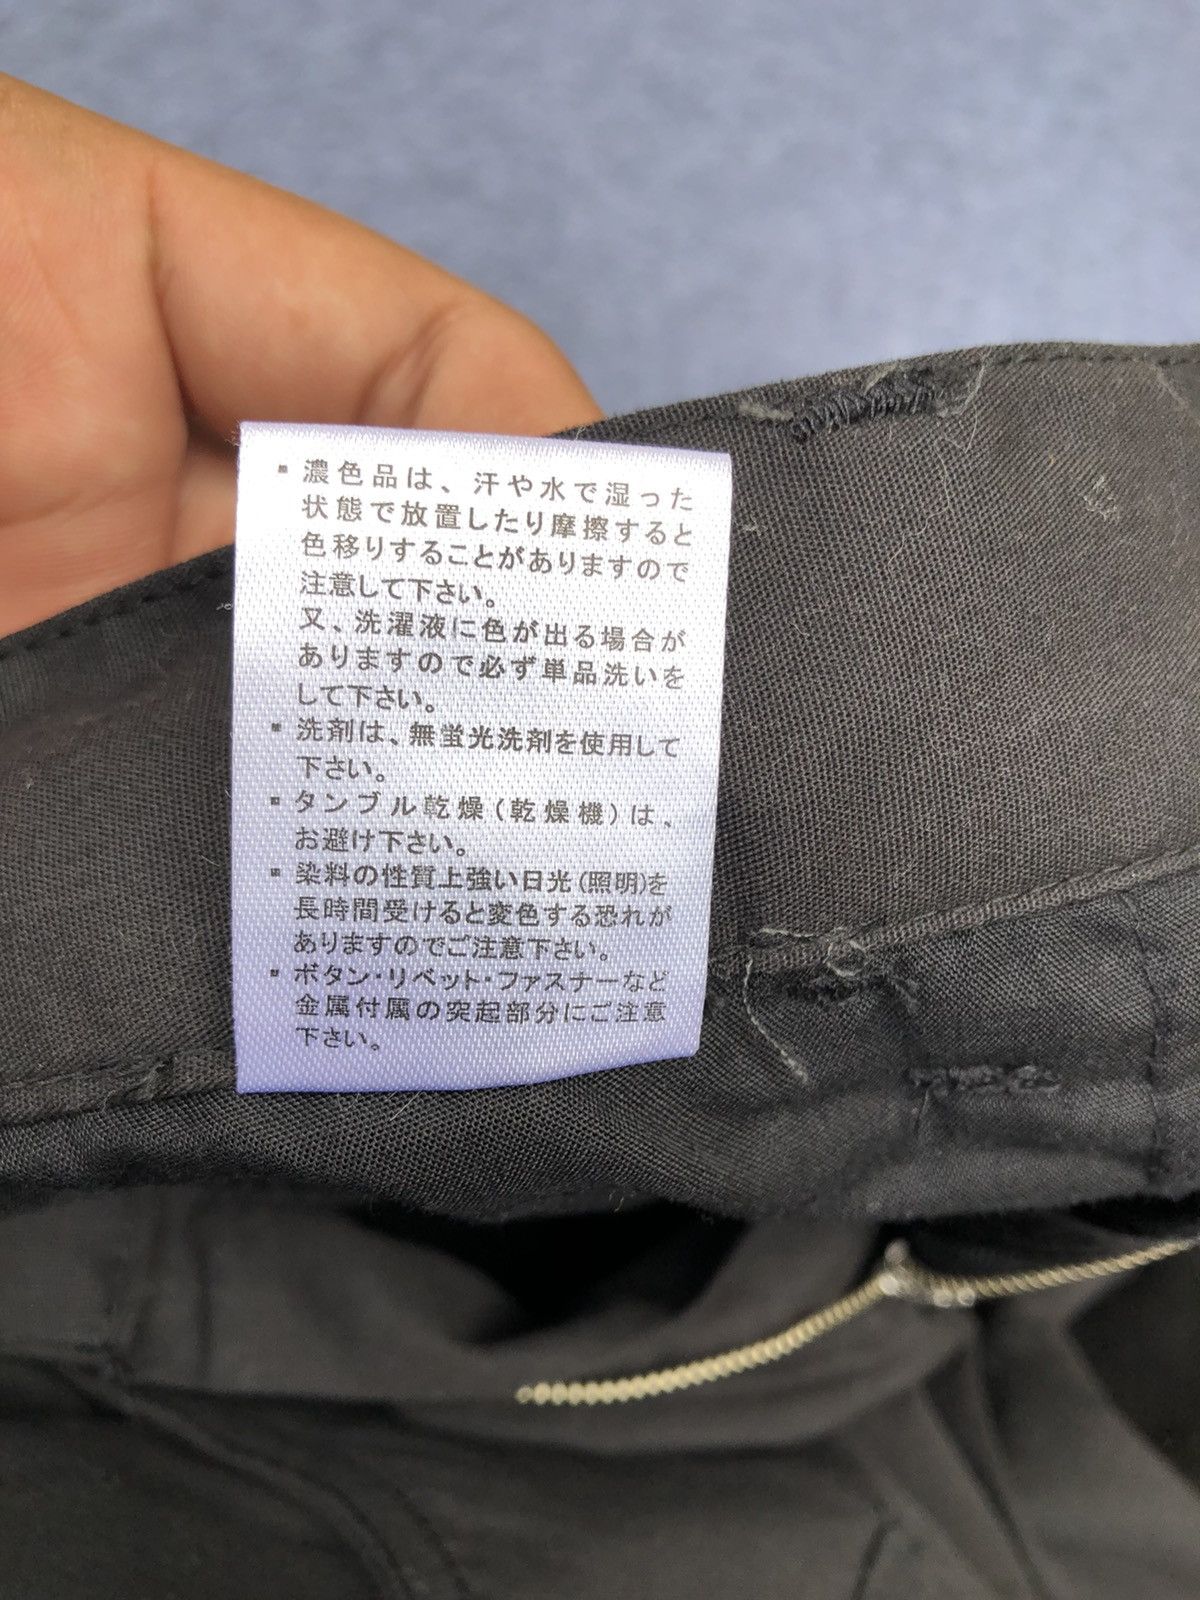 ▪ 濃色品は、汗や水で湿った
状態で放置したり摩擦すると
色移りすることがありますので
注意して下さい。
又、洗濯液に色が出る場合が
ありますので必ず単品洗いを
して下さい。
▪ 洗剤は、無蛍光洗剤を使用して
下さい。
▪ タンブル乾燥(乾燥機)は、
お避け下さい。
▪ 染料の性質上強い日光(照明)を
長時間受けると変色する恐れが
ありますのでご注意下さい。
▪ ボタン・リベット・ファスナーなど
金属付属の突起部分にご注意
下さい。